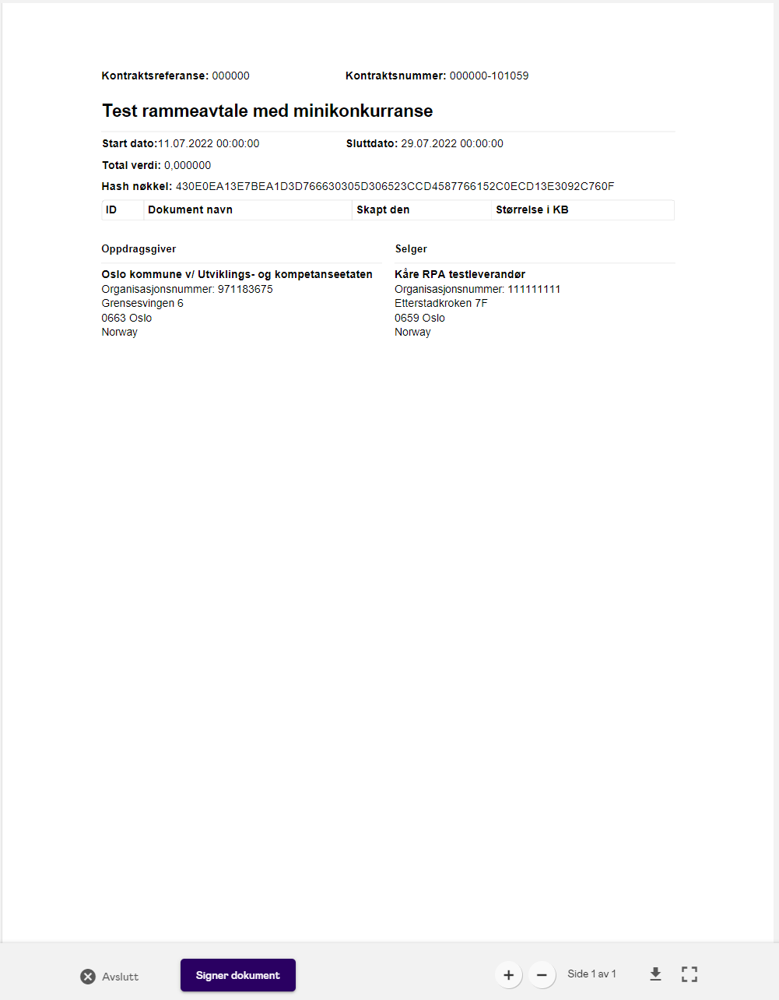 Kontraktsreferanse: 000000 Kontraktsnummer: 000000-101059
Test rammeavtale med minikonkurranse
Start dato:11.07.2022 00:00:00 Sluttdato: 29.07.2022 00:00:00
Total verdi: 0,000000
Hash nøkkel: 430E0EA13E7BEA1D3D766630305D306523CCD4587766152C0ECD13E3092C760F
ID Dokument navn Skapt den Størrelse i KB
Oppdragsgiver
Oslo kommune v/ Utviklings- og kompetanseetaten
Organisasjonsnummer: 971183675
Grensesvingen 6
0663 Oslo
Norway
Selger
Kåre RPA testleverandør
Organisasjonsnummer: 111111111
Etterstadkroken 7F
0659 Oslo
Norway
Avslutt Signer dokument Side 1 av 1